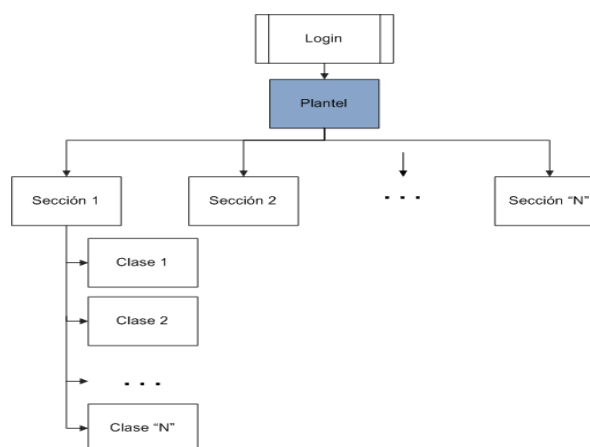 Login
Plantel
Sección 1
Sección 2
. . .
Sección “N”
Clase 1
Clase 2
. . .
Clase “N”